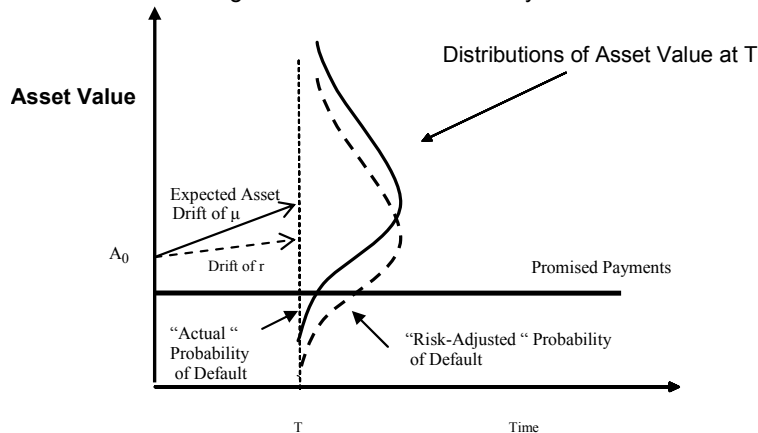 Distributions of Asset Value at T
Asset Value
Expected Asset
Drift of μ
A0
Drift of r
Promised Payments
“Actual “
Probability
of Default
“Risk-Adjusted “ Probability
of Default
T
Time